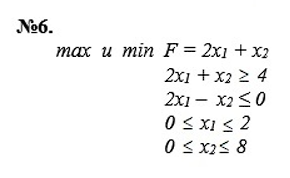 №6.
max и min F = 2x1 + x2
2x1 + x2 ≥ 4
2x1 − x2 ≤ 0
0 ≤ x1 ≤ 2
0 ≤ x2 ≤ 8